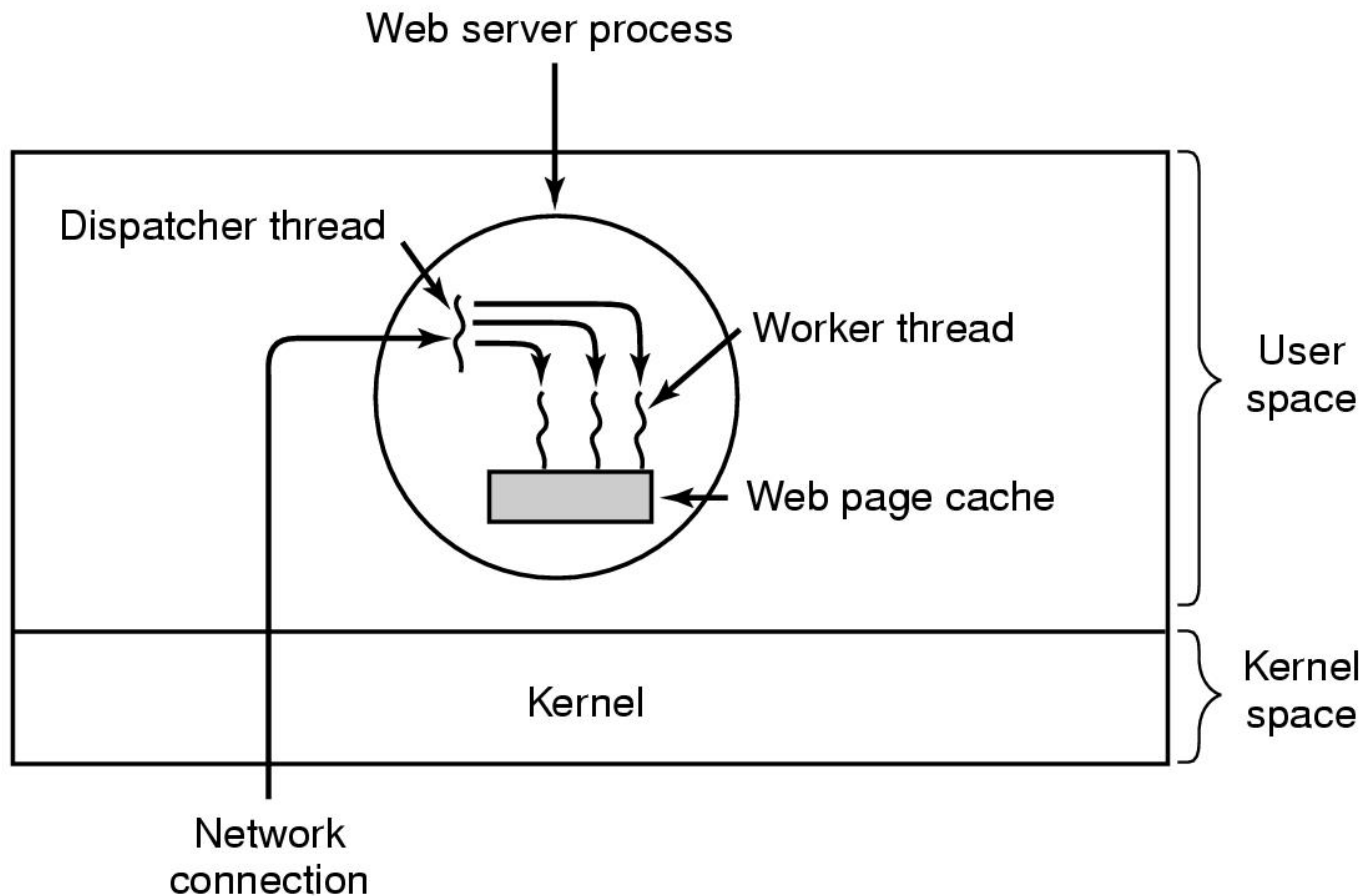 Web server process
Dispatcher thread
Worker thread
User
space
Web page cache
Kernel
Kernel
space
Network
connection